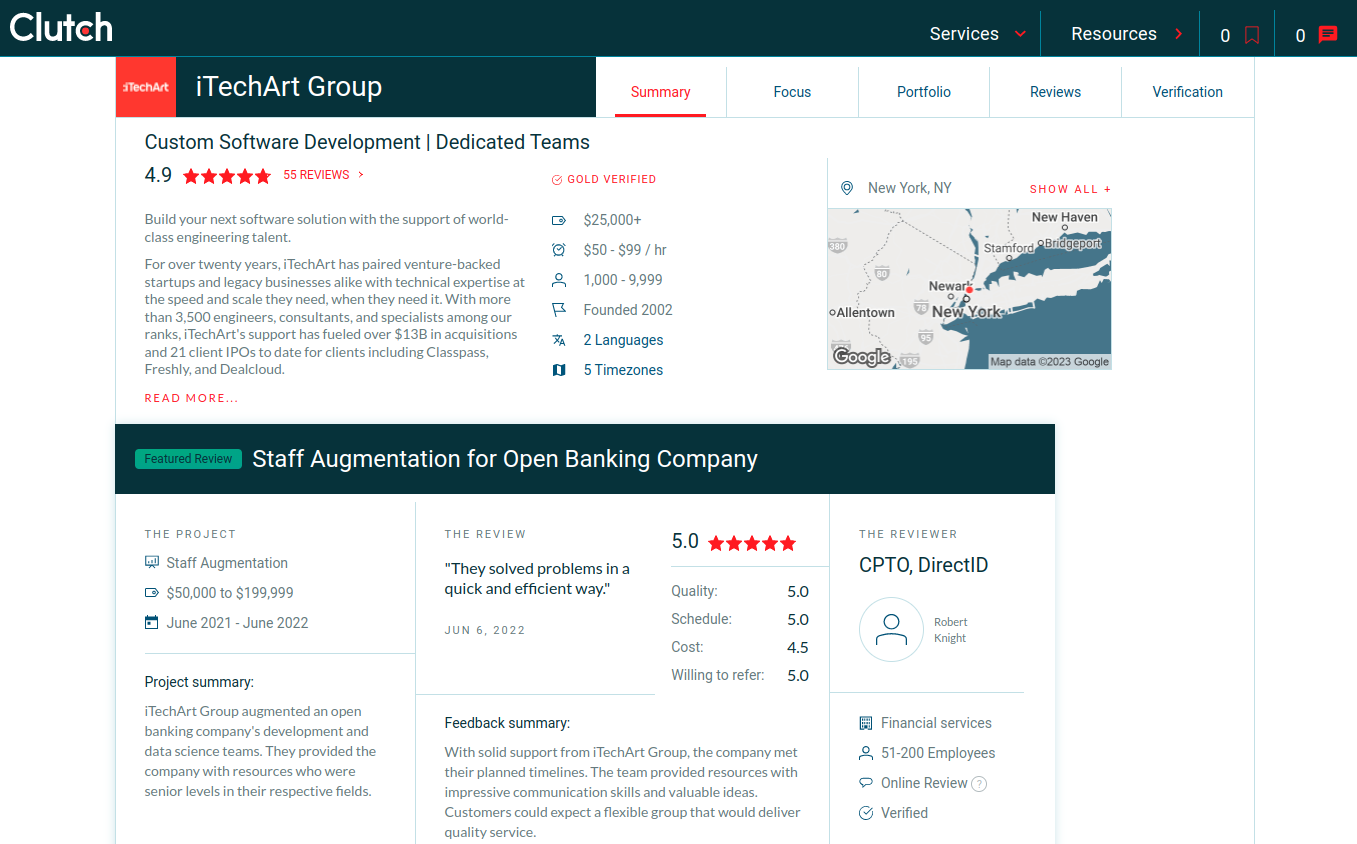 Clutch
Services
Resources
0
0
iTechArt
iTechArt Group
Summary
Focus
Portfolio
Reviews
Verification
Custom Software Development | Dedicated Teams
4.9
55 REVIEWS
GOLD VERIFIED
Build your next software solution with the support of world-
class engineering talent.
For over twenty years, iTechArt has paired venture-backed
startups and legacy businesses alike with technical expertise at
the speed and scale they need, when they need it. With more
than 3,500 engineers, consultants, and specialists among our
ranks, iTechArt's support has fueled over $13B in acquisitions
and 21 client IPOs to date for clients including Classpass,
Freshly, and Dealcloud.
READ MORE...
$25,000+
$50 - $99 / hr
1,000 - 9,999
Founded 2002
2 Languages
5 Timezones
New York, NY
SHOW ALL +
New Haven
Stamford
Bridgeport
380
80
Newark
Allentown
78
New York
95
195
Google
Map data ©2023 Google
Featured Review
Staff Augmentation for Open Banking Company
THE PROJECT
Staff Augmentation
$50,000 to $199,999
June 2021 - June 2022
Project summary:
iTechArt Group augmented an open
banking company's development and
data science teams. They provided the
company with resources who were
senior levels in their respective fields.
THE REVIEW
"They solved problems in a
quick and efficient way."
JUN 6, 2022
5.0
Quality: 5.0
Schedule: 5.0
Cost: 4.5
Willing to refer: 5.0
Feedback summary:
With solid support from iTechArt Group, the company met
their planned timelines. The team provided resources with
impressive communication skills and valuable ideas.
Customers could expect a flexible group that would deliver
quality service.
THE REVIEWER
CPTO, DirectID
Robert
Knight
Financial services
51-200 Employees
Online Review ?
Verified